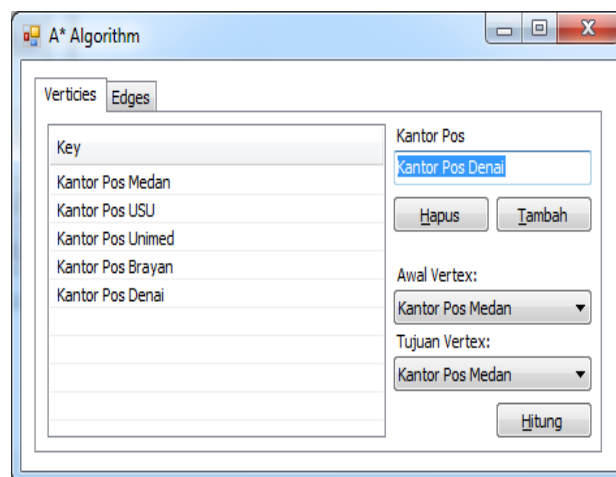 A* Algorithm
Verticies
Edges
Key
Kantor Pos Medan
Kantor Pos USU
Kantor Pos Unimed
Kantor Pos Brayan
Kantor Pos Denai
Kantor Pos
Kantor Pos Denai
Hapus
Tambah
Awal Vertex:
Kantor Pos Medan
Tujuan Vertex:
Kantor Pos Medan
Hitung